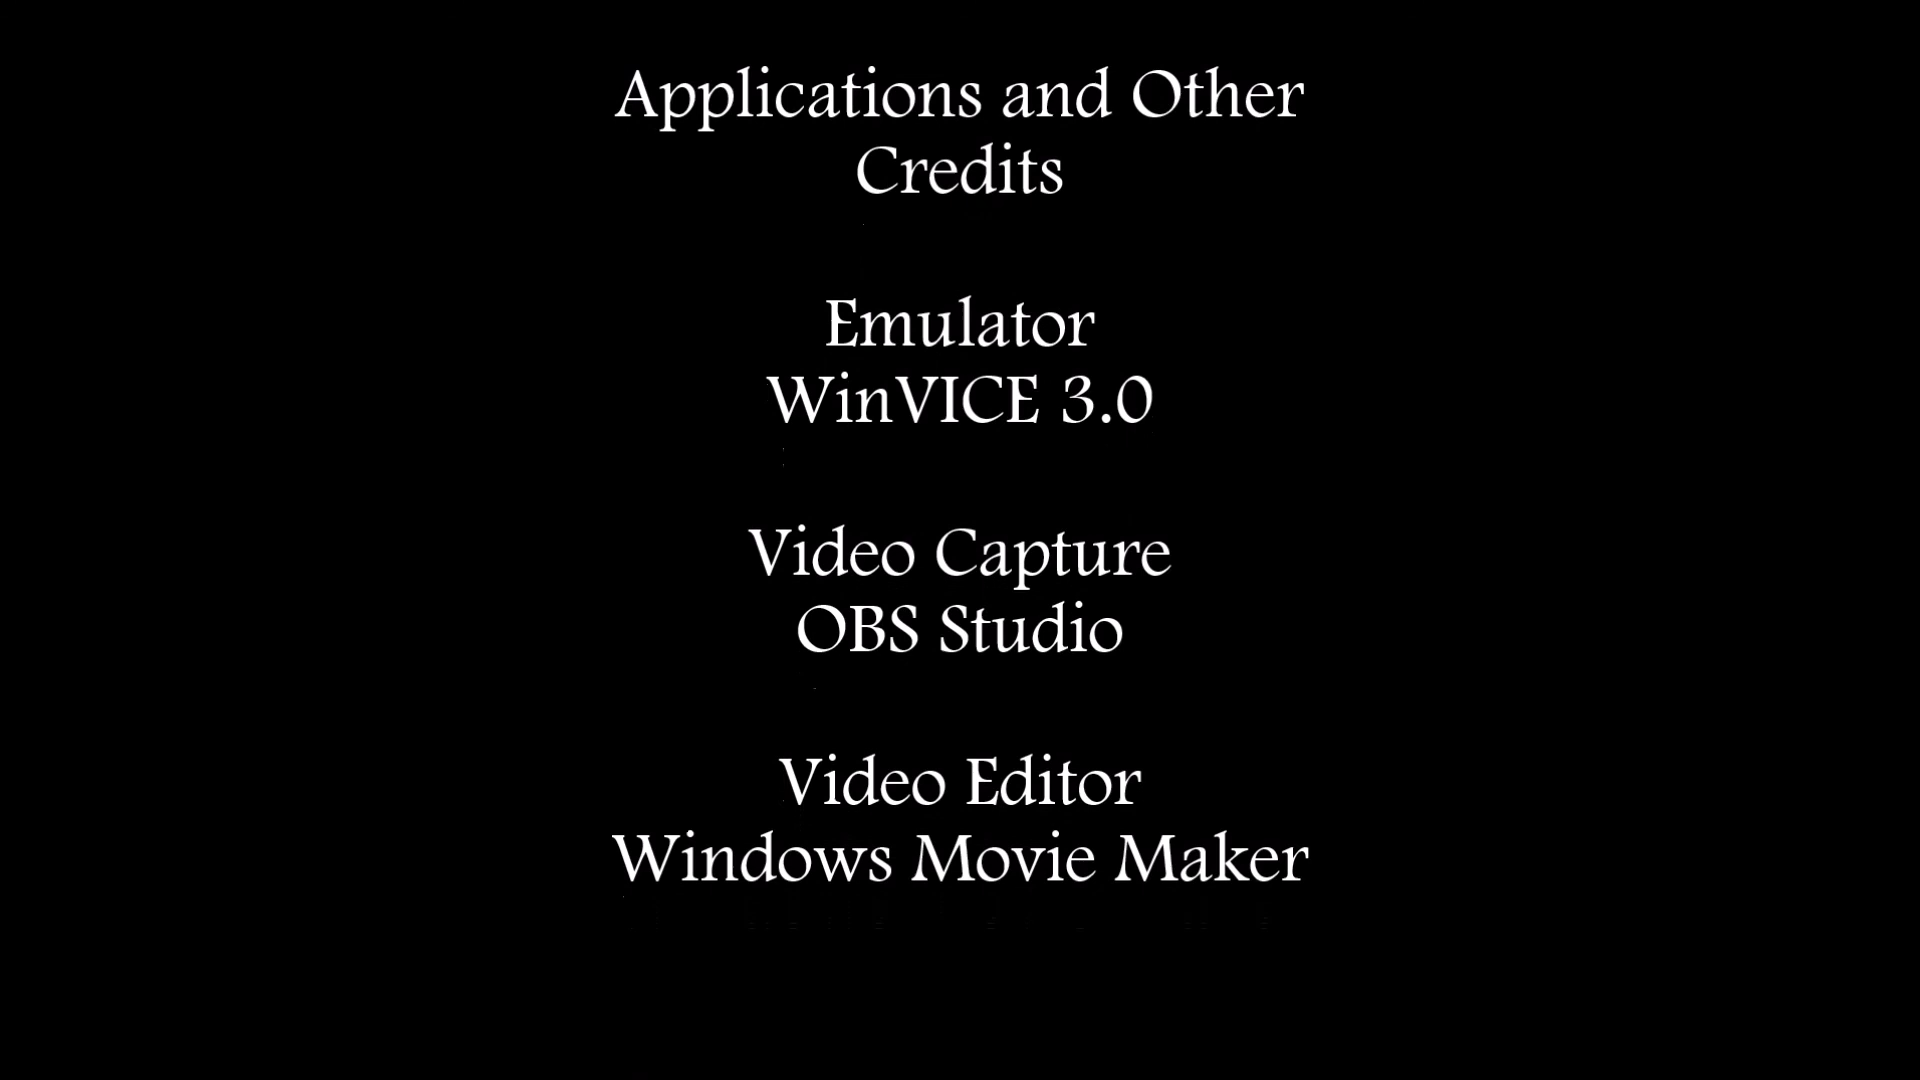 Applications and Other
Credits
Emulator
WinVICE 3.0
Video Capture
OBS Studio
Video Editor
Windows Movie Maker